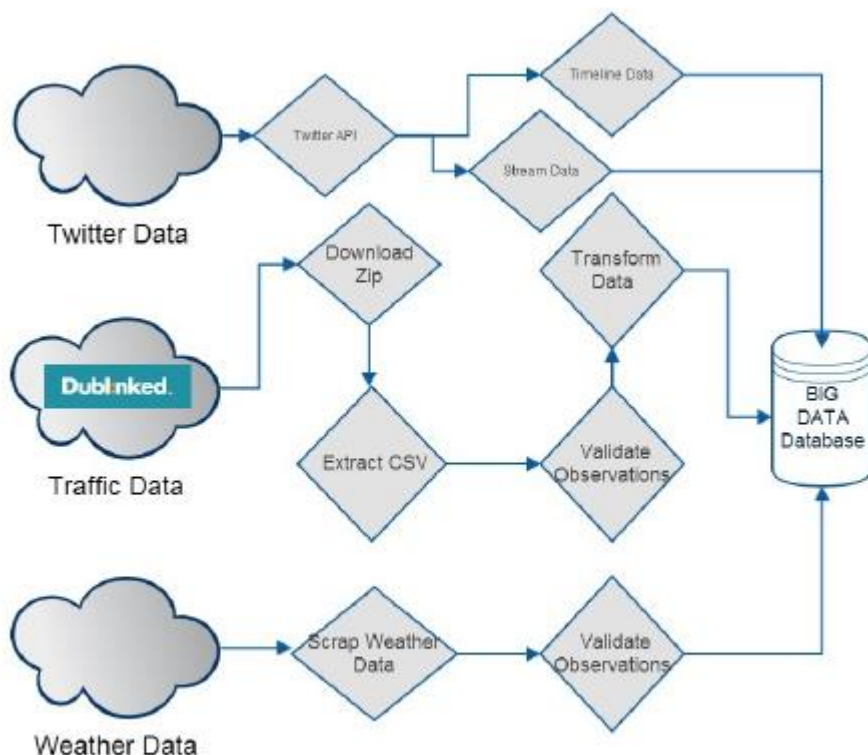 Timeline Data
Twitter API
Stream Data
Twitter Data
Download
Zip
Transform
Data
Dublinked.
Traffic Data
Extract CSV
Validate
Observations
BIG
DATA
Database
Scrap Weather
Data
Validate
Observations
Weather Data